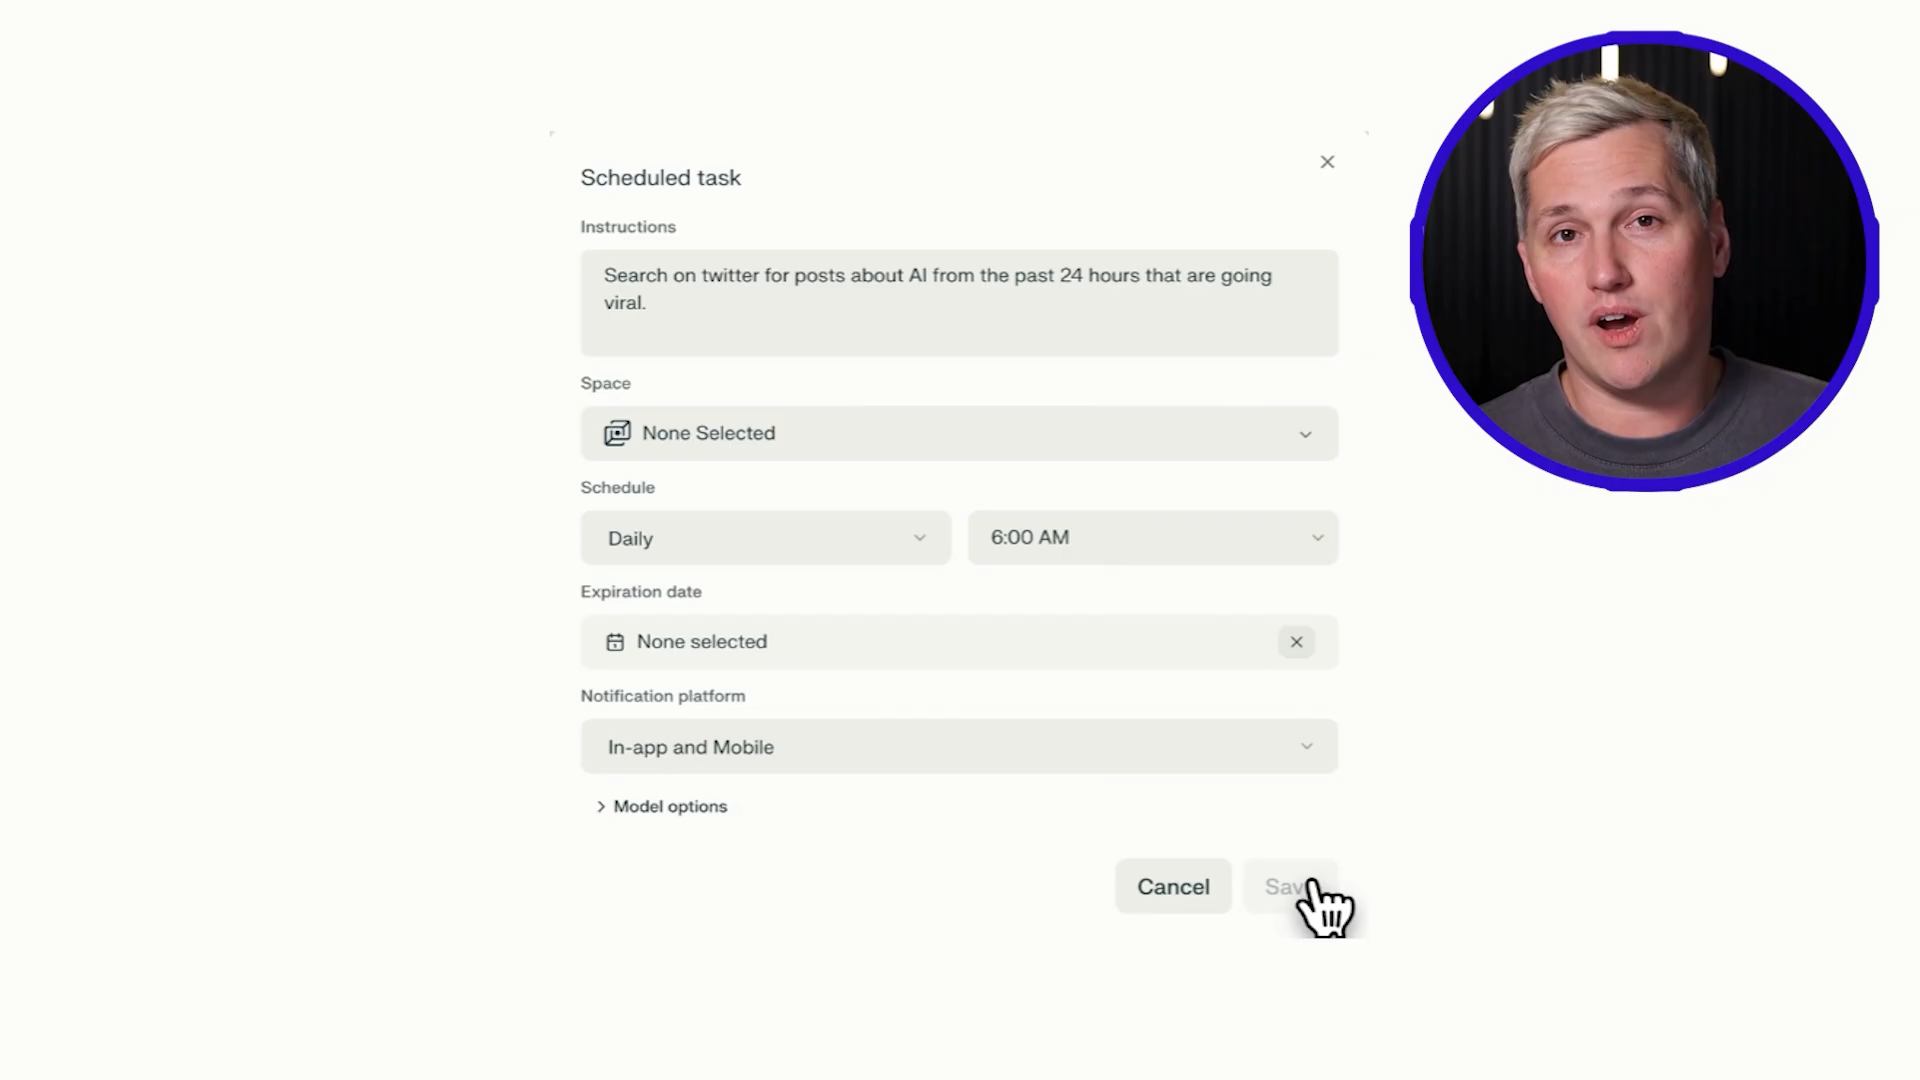 Scheduled task
Instructions
Search on twitter for posts about AI from the past 24 hours that are going
viral.
Space
None Selected
Schedule
Daily
6:00 AM
Expiration date
None selected
Notification platform
In-app and Mobile
Model options
Cancel
Sav